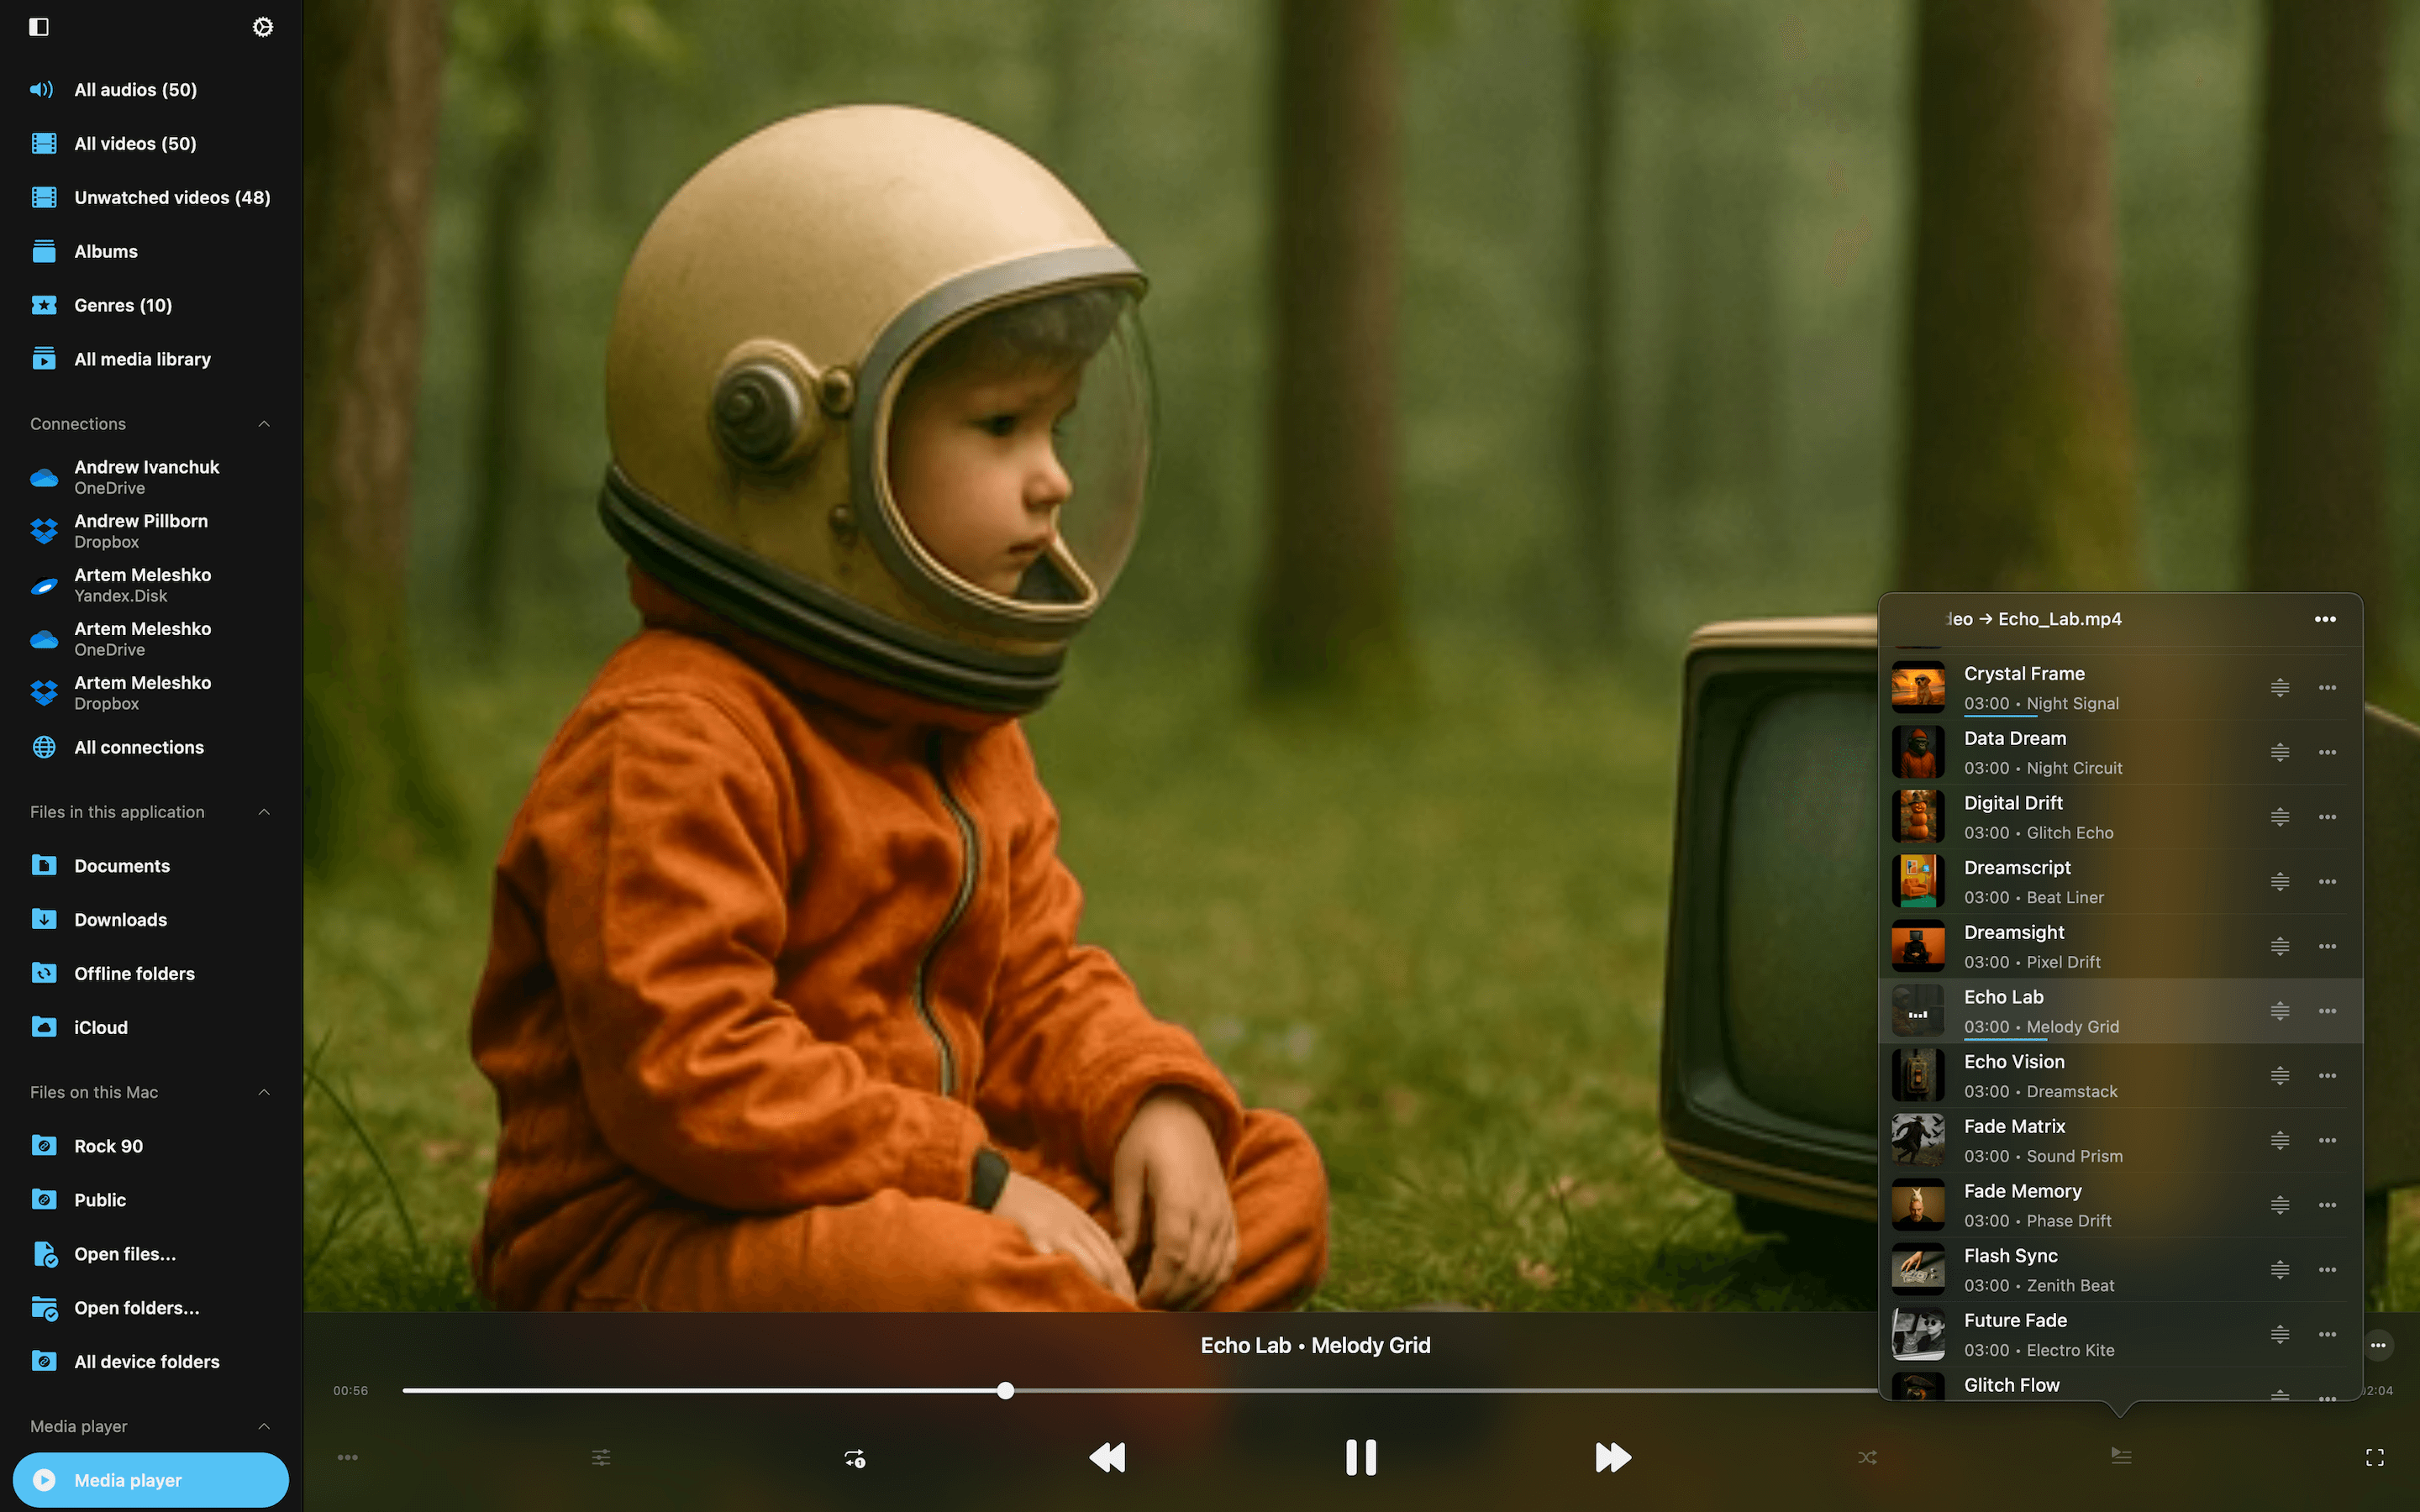 All audios (50)
All videos (50)
Unwatched videos (48)
Albums
Genres (10)
All media library
Connections
Andrew Ivanchuk
OneDrive
Andrew Pillborn
Dropbox
Artem Meleshko
Yandex.Disk
Artem Meleshko
OneDrive
Artem Meleshko
Dropbox
All connections
Files in this application
Documents
Downloads
Offline folders
iCloud
Files on this Mac
Rock 90
Public
Open files...
Open folders...
All device folders
Media player
Media player
deo → Echo_Lab.mp4
Crystal Frame
03:00 • Night Signal
Data Dream
03:00 • Night Circuit
Digital Drift
03:00 • Glitch Echo
Dreamscript
03:00 • Beat Liner
Dreamsight
03:00 • Pixel Drift
Echo Lab
03:00 • Melody Grid
Echo Vision
03:00 • Dreamstack
Fade Matrix
03:00 • Sound Prism
Fade Memory
03:00 • Phase Drift
Flash Sync
03:00 • Zenith Beat
Future Fade
03:00 • Electro Kite
Glitch Flow
Echo Lab • Melody Grid
00:56
2:04
1